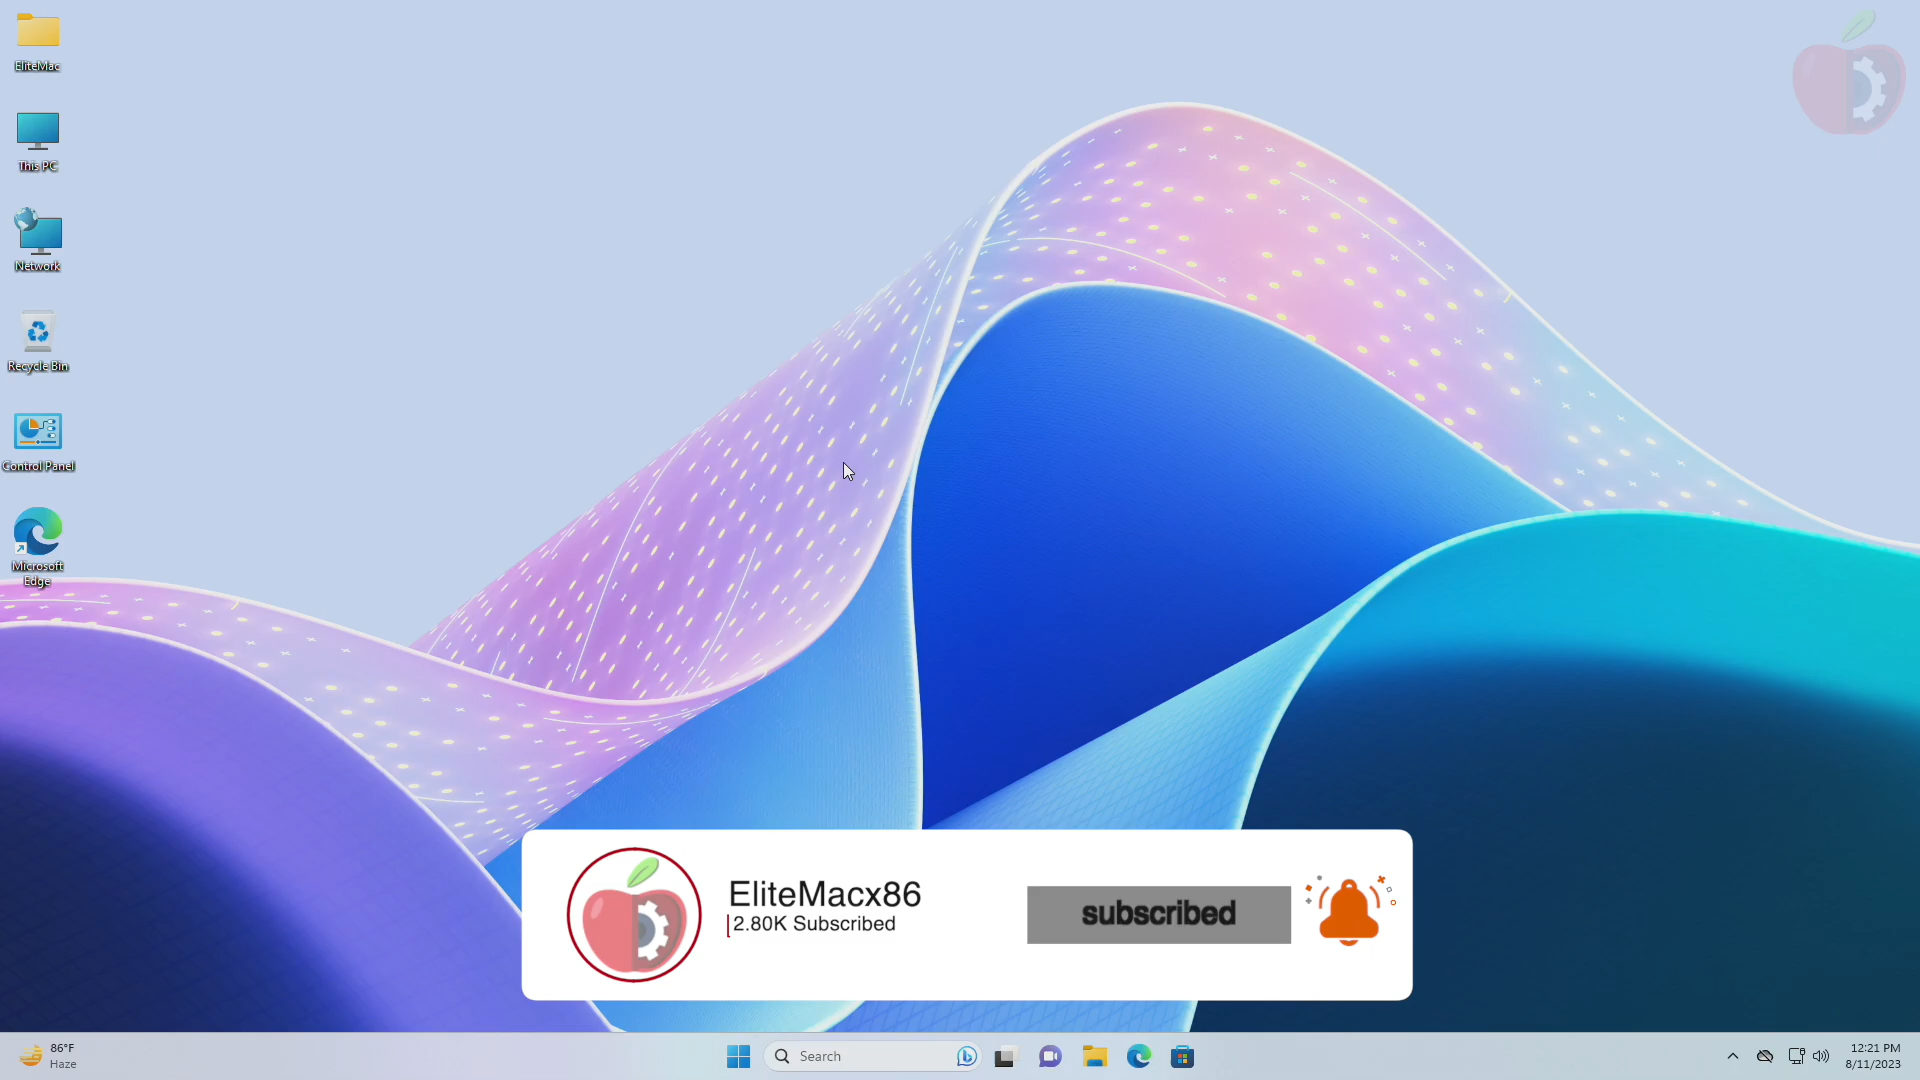 EliteMac
This PC
Network
Recycle Bin
Control Panel
Microsoft
Edge
EliteMacx86
2.80K Subscribed
subscribed
86°F
Haze
Search
12:21 PM
8/11/2023